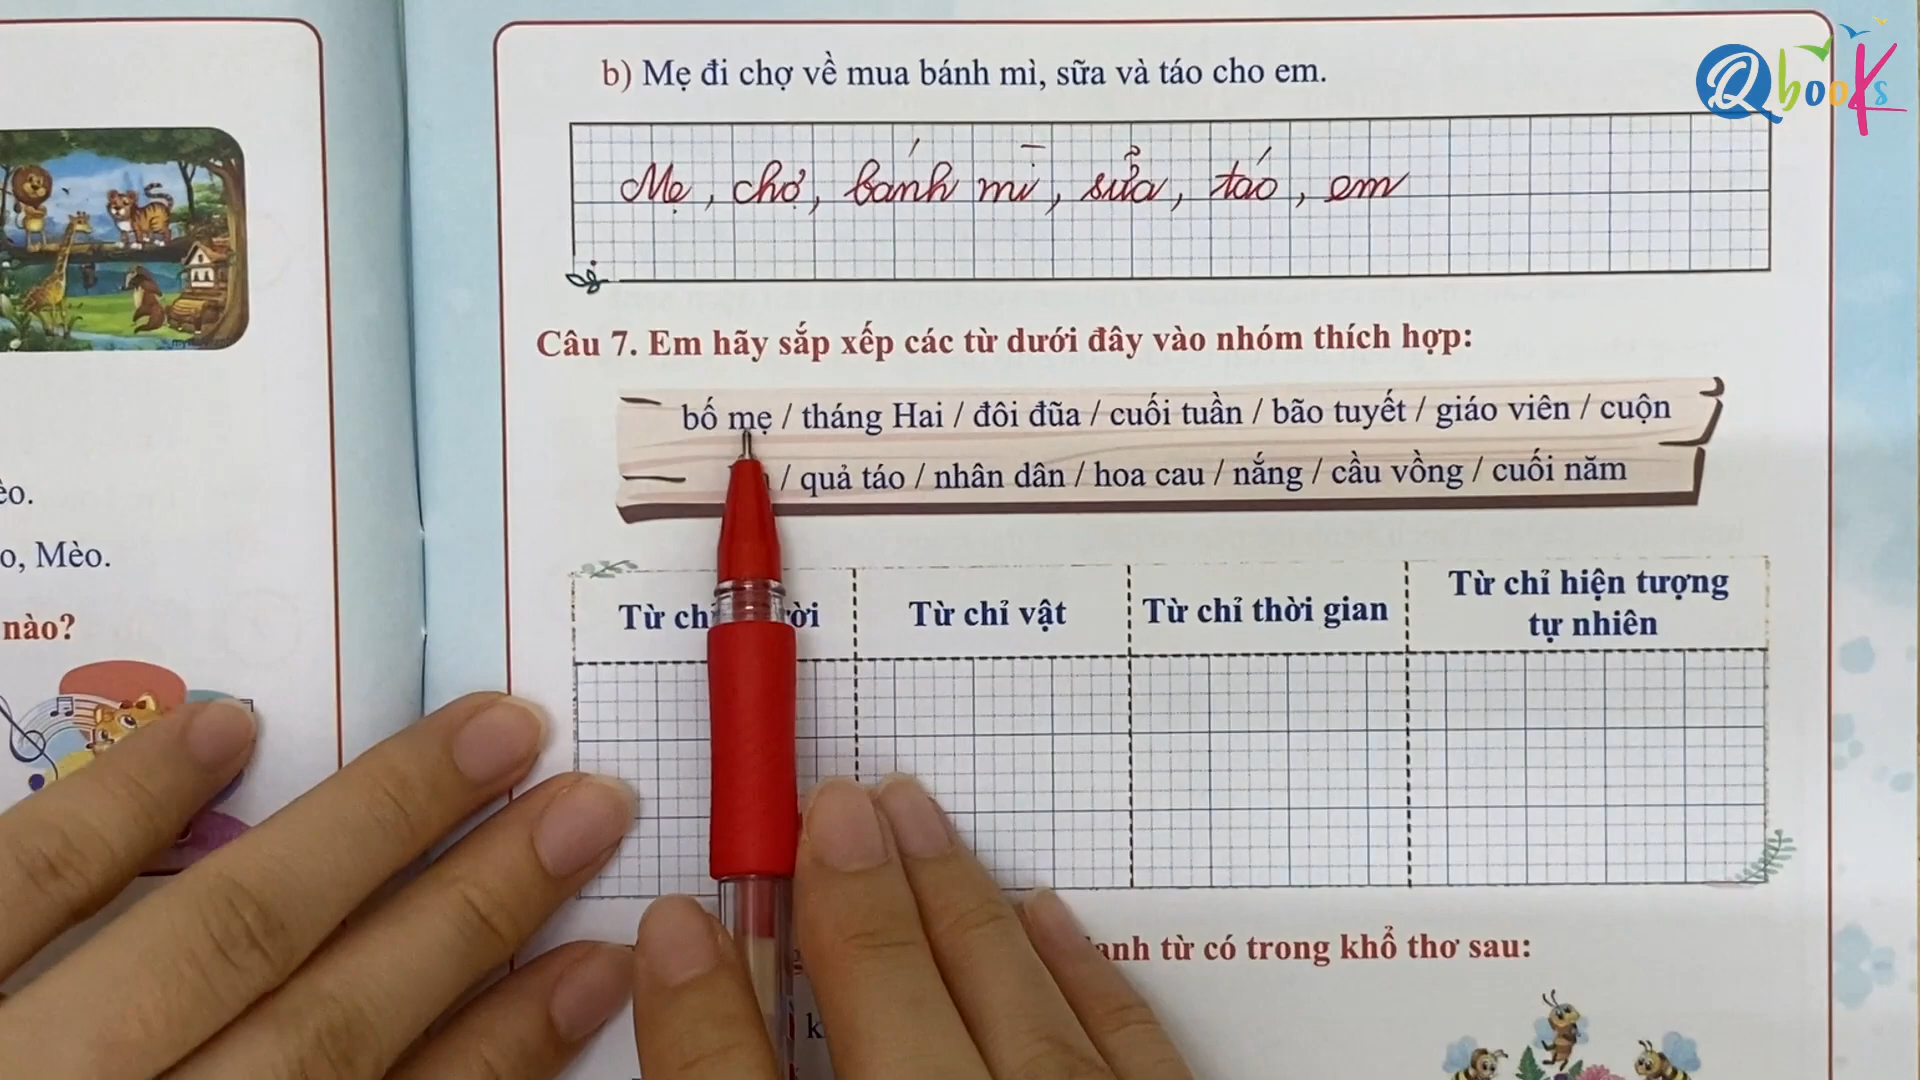 Qbooks
b) Mẹ đi chợ về mua bánh mì, sữa và táo cho em.
Mẹ, chợ, bánh mì, sữa, táo, em
Câu 7. Em hãy sắp xếp các từ dưới đây vào nhóm thích hợp:
bố mẹ / tháng Hai / đôi đũa / cuối tuần / bão tuyết / giáo viên / cuộn
/ quả táo / nhân dân / hoa cau / nắng / cầu vồng / cuối năm
Từ chỉ Từ chỉ vật Từ chỉ thời gian Từ chỉ hiện tượng tự nhiên
từ có trong khổ thơ sau:
èo.
o, Mèo.
nào?